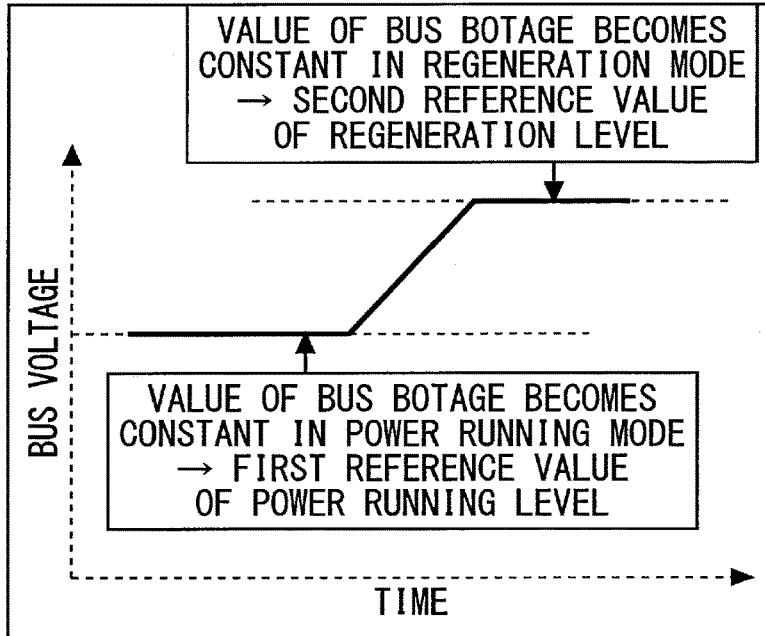 VALUE OF BUS BOTAGE BECOMES
CONSTANT IN REGENERATION MODE
→ SECOND REFERENCE VALUE
OF REGENERATION LEVEL
BUS VOLTAGE
VALUE OF BUS BOTAGE BECOMES
CONSTANT IN POWER RUNNING MODE
→ FIRST REFERENCE VALUE
OF POWER RUNNING LEVEL
TIME